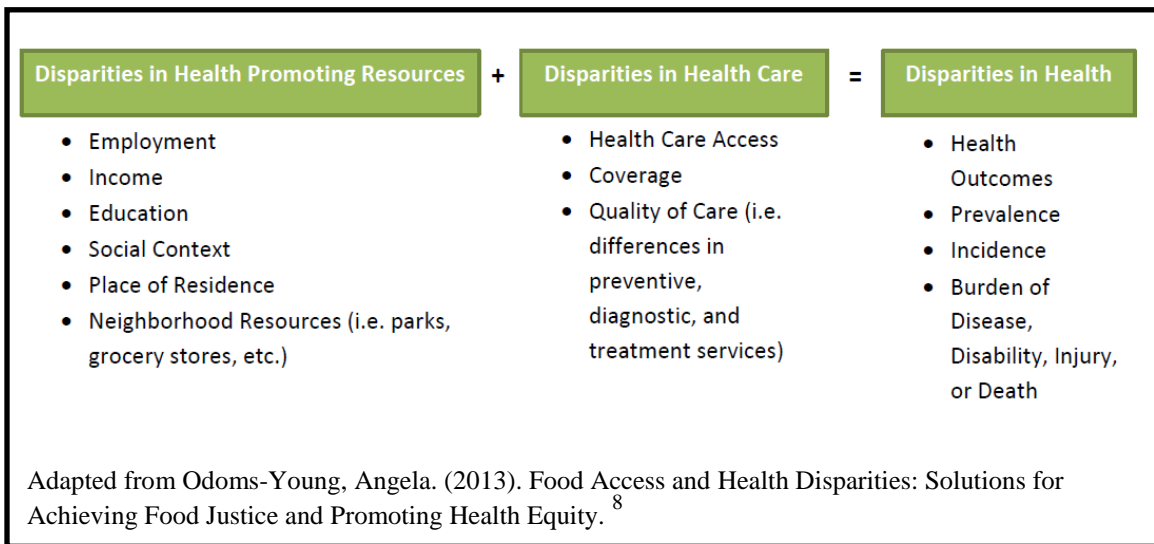 Disparities in Health Promoting Resources + Disparities in Health Care = Disparities in Health
• Employment
• Income
• Education
• Social Context
• Place of Residence
• Neighborhood Resources (i.e. parks,
grocery stores, etc.)
• Health Care Access
• Coverage
• Quality of Care (i.e.
differences in
preventive,
diagnostic, and
treatment services)
• Health
Outcomes
• Prevalence
• Incidence
• Burden of
Disease,
Disability, Injury,
or Death
Adapted from Odoms-Young, Angela. (2013). Food Access and Health Disparities: Solutions for
Achieving Food Justice and Promoting Health Equity. 8